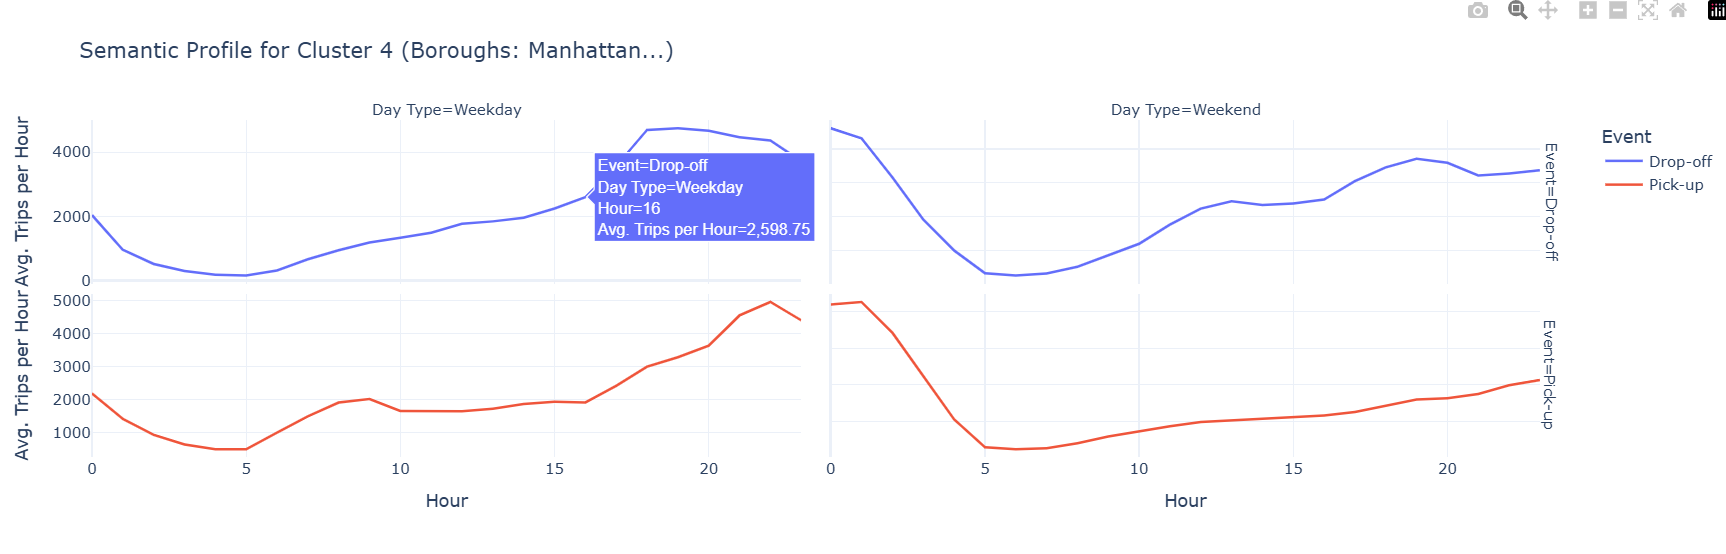 Semantic Profile for Cluster 4 (Boroughs: Manhattan...)
Day Type=Weekday
Day Type=Weekend
Avg. Trips per Hour
4000
2000
0
Event=Drop-off
Day Type=Weekday
Hour=16
Avg. Trips per Hour=2,598.75
Event=Drop-off
Event
Drop-off
Pick-up
Avg. Trips per Hour
5000
4000
3000
2000
1000
Event=Pick-up
0 5 10 15 20
0 5 10 15 20
Hour
Hour